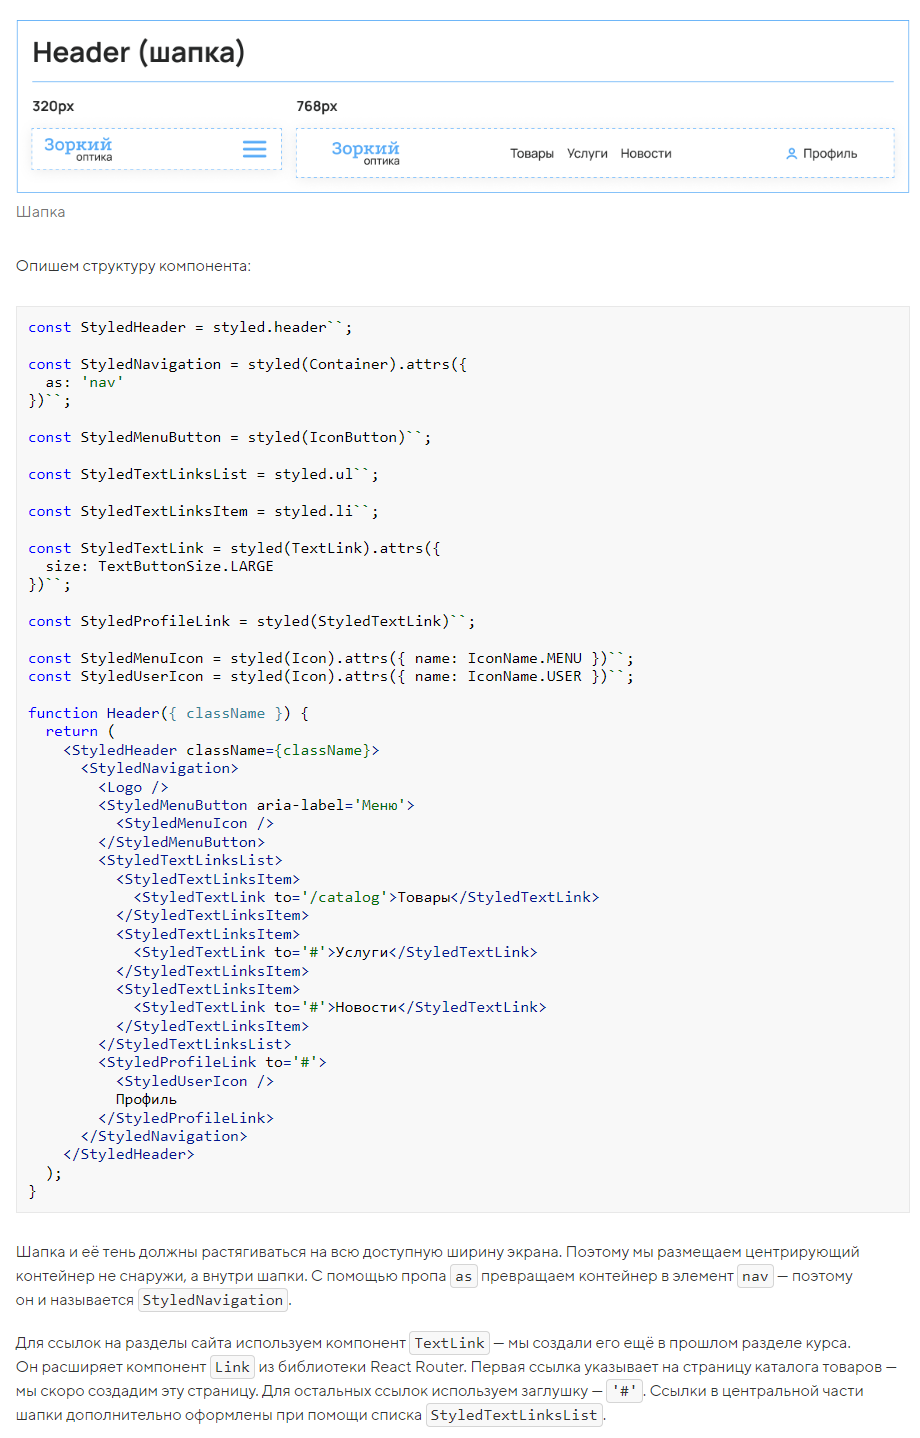 Header (шапка)
320px 768px
Зоркий
оптика
Зоркий
оптика
Товары Услуги Новости
Профиль
Шапка
Опишем структуру компонента:
const StyledHeader = styled.header``;
const StyledNavigation = styled(Container).attrs({
  as: 'nav'
})``;
const StyledMenuButton = styled(IconButton)``;
const StyledTextLinksList = styled.ul``;
const StyledTextLinksItem = styled.li``;
const StyledTextLink = styled(TextLink).attrs({
  size: TextButtonSize.LARGE
})``;
const StyledProfileLink = styled(StyledTextLink)``;
const StyledMenuIcon = styled(Icon).attrs({ name: IconName.MENU })``;
const StyledUserIcon = styled(Icon).attrs({ name: IconName.USER })``;
function Header({ className }) {
  return (
    <StyledHeader className={className}>
      <StyledNavigation>
        <Logo />
        <StyledMenuButton aria-label='Меню'>
          <StyledMenuIcon />
        </StyledMenuButton>
        <StyledTextLinksList>
          <StyledTextLinksItem>
            <StyledTextLink to='/catalog'>Товары</StyledTextLink>
          </StyledTextLinksItem>
          <StyledTextLinksItem>
            <StyledTextLink to='#'>Услуги</StyledTextLink>
          </StyledTextLinksItem>
          <StyledTextLinksItem>
            <StyledTextLink to='#'>Новости</StyledTextLink>
          </StyledTextLinksItem>
        </StyledTextLinksList>
        <StyledProfileLink to='#'>
          <StyledUserIcon />
          Профиль
        </StyledProfileLink>
      </StyledNavigation>
    </StyledHeader>
  );
}
Шапка и её тень должны растягиваться на всю доступную ширину экрана. Поэтому мы размещаем центрирующий
контейнер не снаружи, а внутри шапки. С помощью пропа as превращаем контейнер в элемент nav — поэтому
он и называется StyledNavigation.
Для ссылок на разделы сайта используем компонент TextLink — мы создали его ещё в прошлом разделе курса.
Он расширяет компонент Link из библиотеки React Router. Первая ссылка указывает на страницу каталога товаров —
мы скоро создадим эту страницу. Для остальных ссылок используем заглушку — '#'. Ссылки в центральной части
шапки дополнительно оформлены при помощи списка StyledTextLinksList.